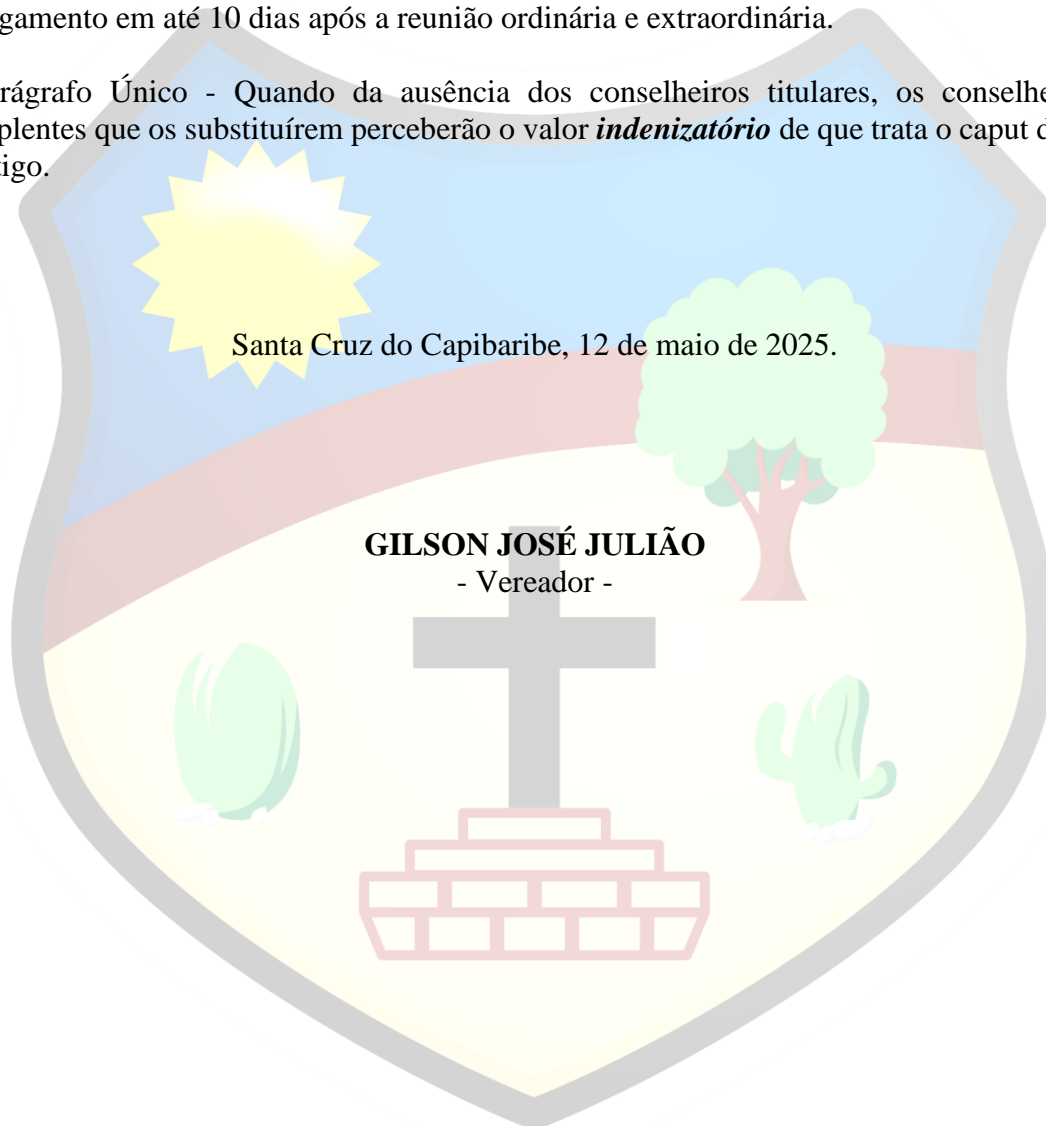 gamento em até 10 dias após a reunião ordinária e extraordinária.
rágrafo Único - Quando da ausência dos conselheiros titulares, os conselhe
plentes que os substituírem perceberão o valor indenizatório de que trata o caput d
tigo.
Santa Cruz do Capibaribe, 12 de maio de 2025.
GILSON JOSÉ JULIÃO
- Vereador -